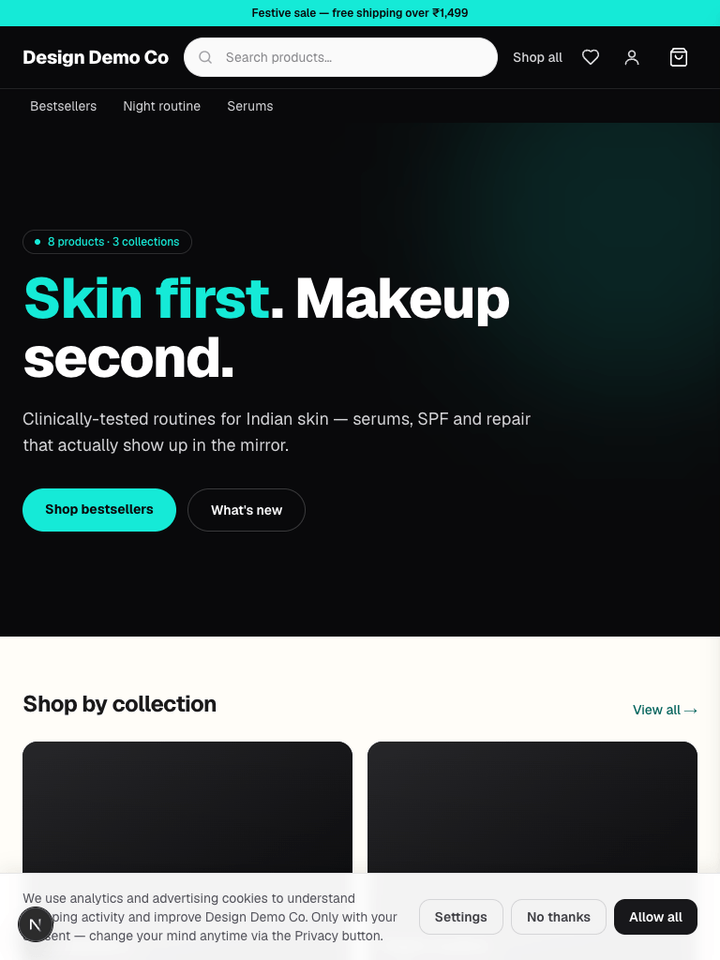 Festive sale — free shipping over ₹1,499
Design Demo Co
Search products...
Shop all
Bestsellers
Night routine
Serums
8 products · 3 collections
Skin first. Makeup
second.
Clinically-tested routines for Indian skin — serums, SPF and repair
that actually show up in the mirror.
Shop bestsellers
What's new
Shop by collection
View all →
We use analytics and advertising cookies to understand
ping activity and improve Design Demo Co. Only with your
sent — change your mind anytime via the Privacy button.
N
Settings
No thanks
Allow all